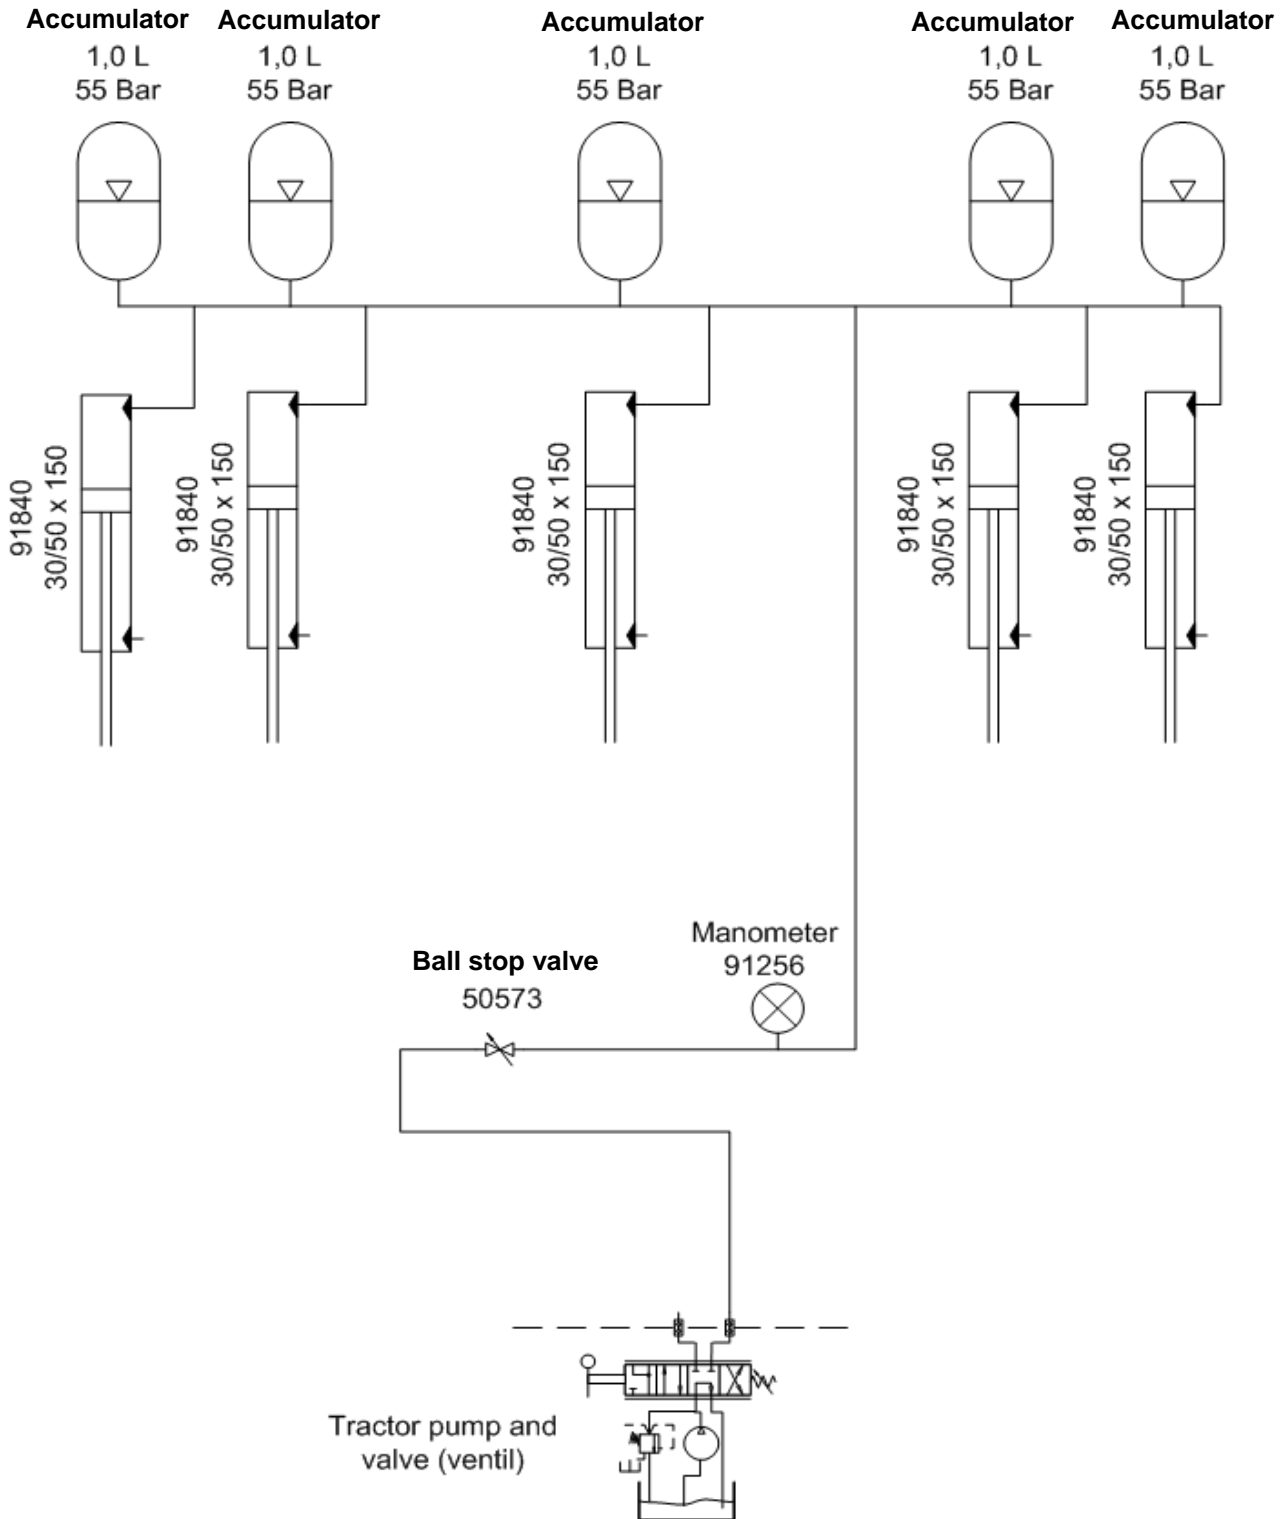 Accumulator
1,0 L
55 Bar
Accumulator
1,0 L
55 Bar
Accumulator
1,0 L
55 Bar
Accumulator
1,0 L
55 Bar
Accumulator
1,0 L
55 Bar
91840
30/50 x 150
91840
30/50 x 150
91840
30/50 x 150
91840
30/50 x 150
91840
30/50 x 150
Manometer
91256
Ball stop valve
50573
Tractor pump and
valve (ventil)